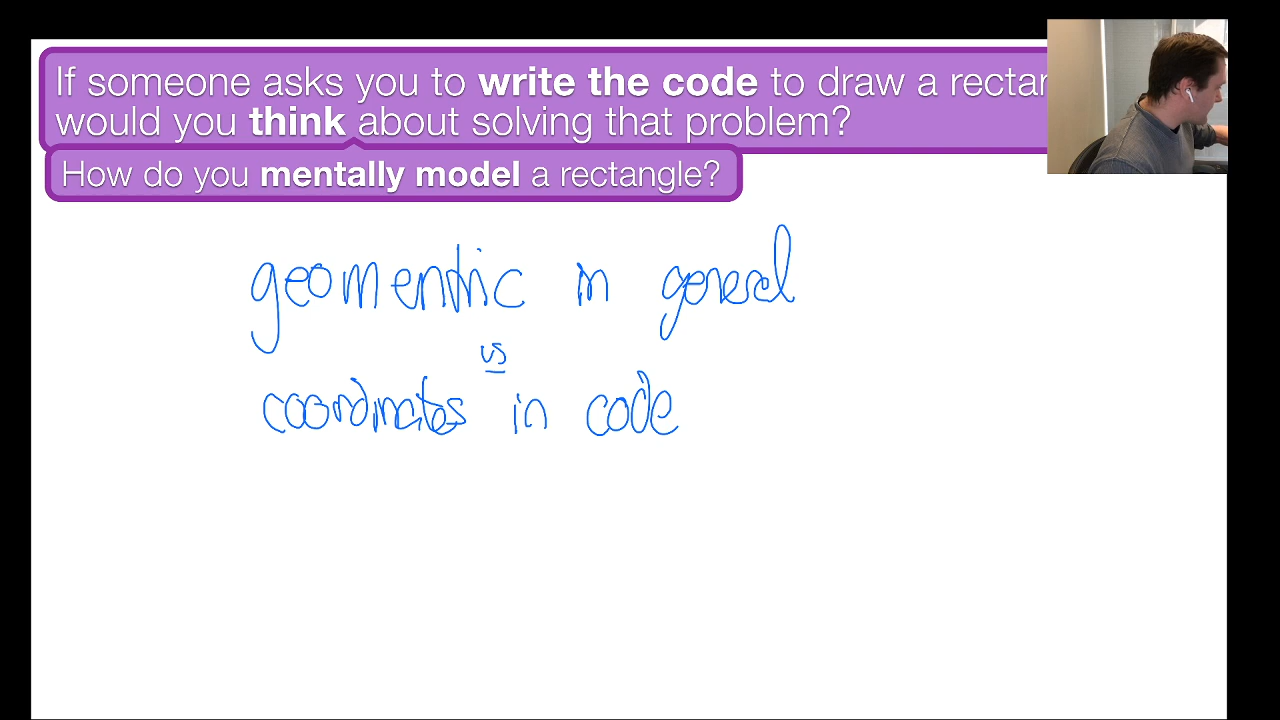 If someone asks you to write the code to draw a rectan
would you think about solving that problem?
How do you mentally model a rectangle?
geomentric in general
vs
coordinates in code